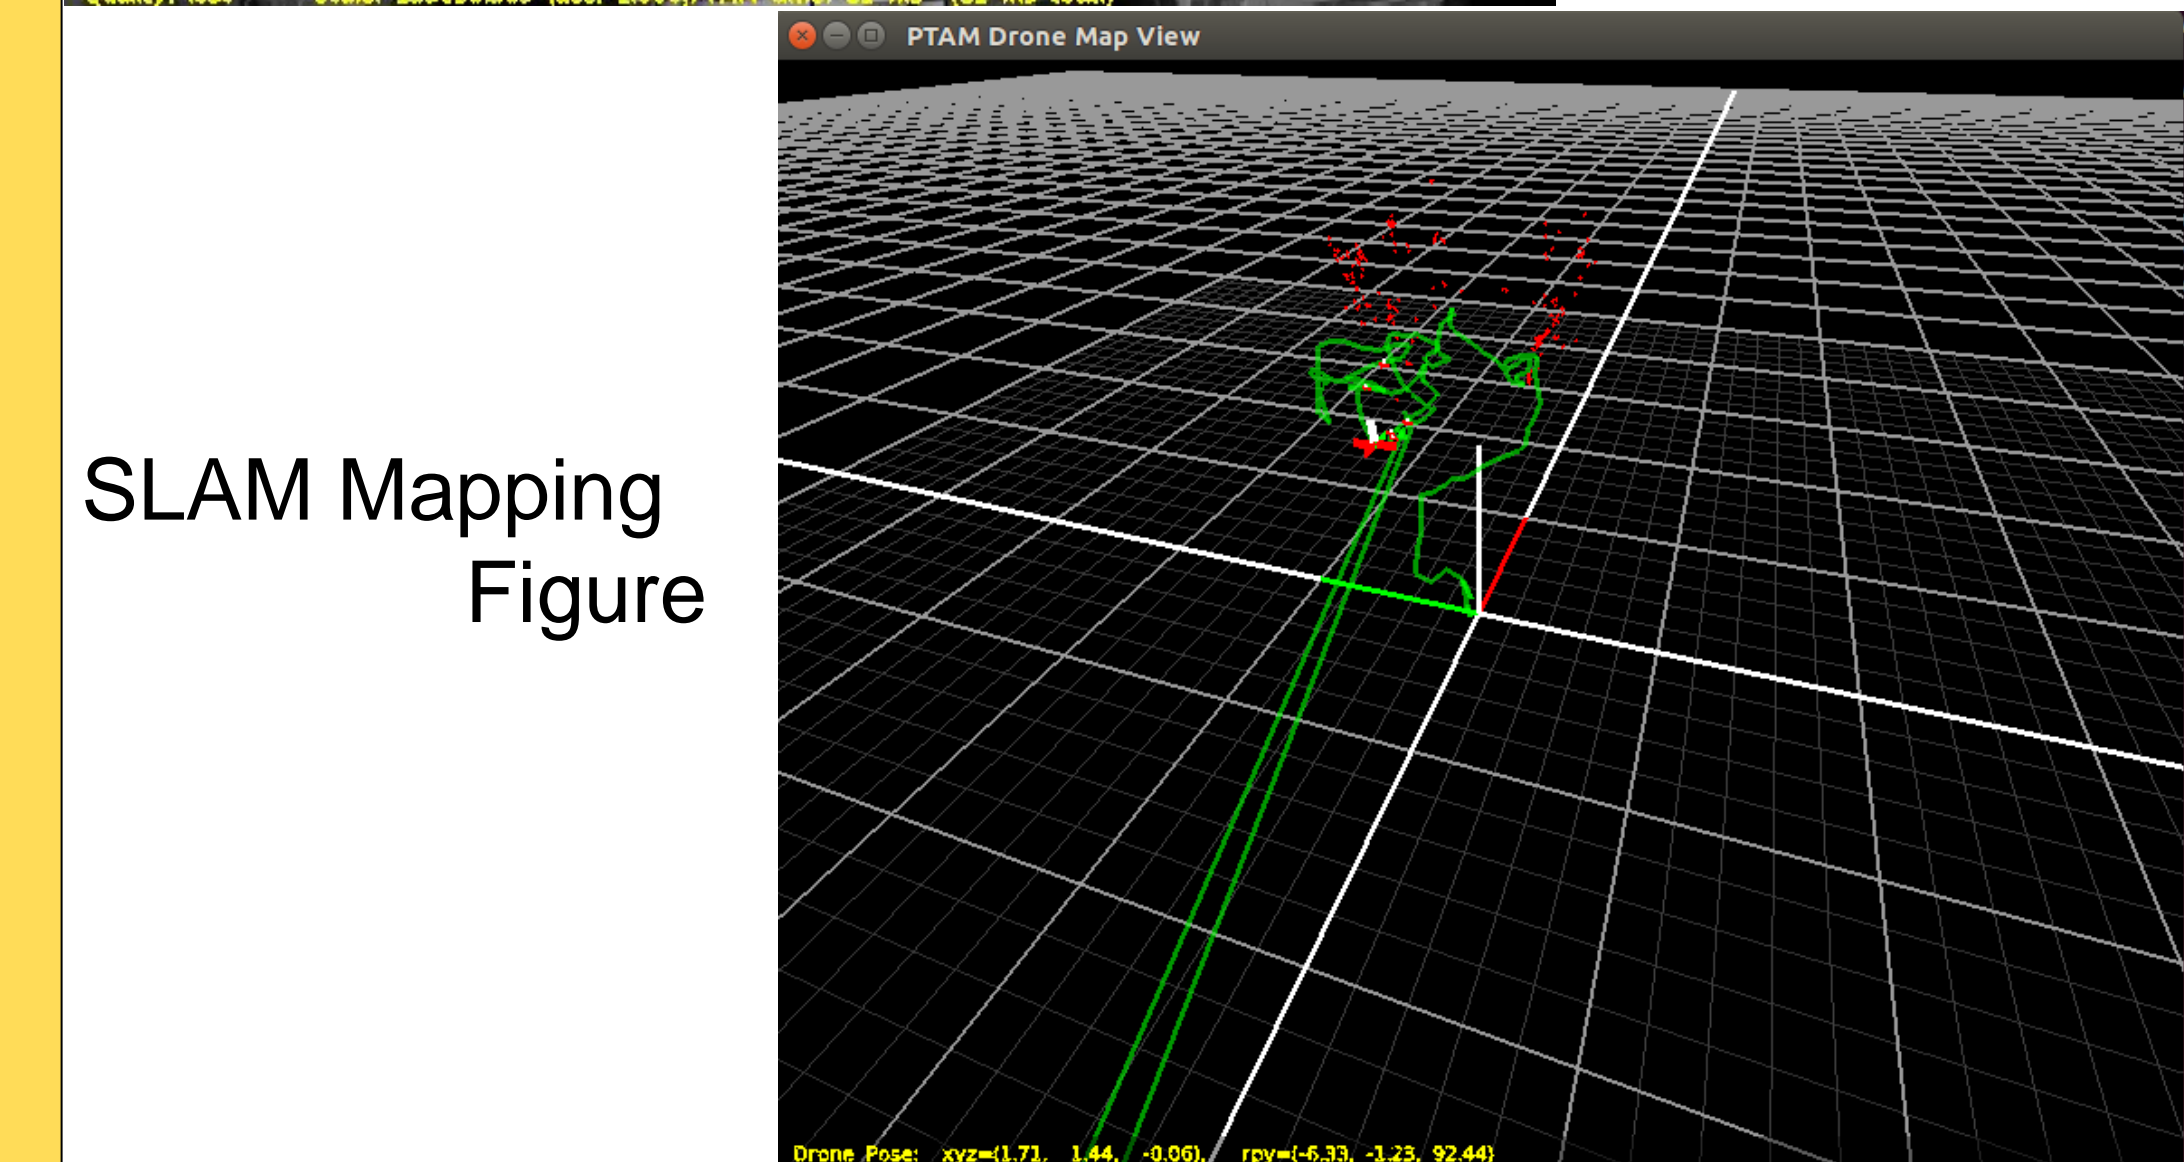 PTAM Drone Map View
SLAM Mapping
Figure
Drone Pose: xyz=(1.71, 1.44, -0.06), rpy=(-6.33, -1.23, 92.44)